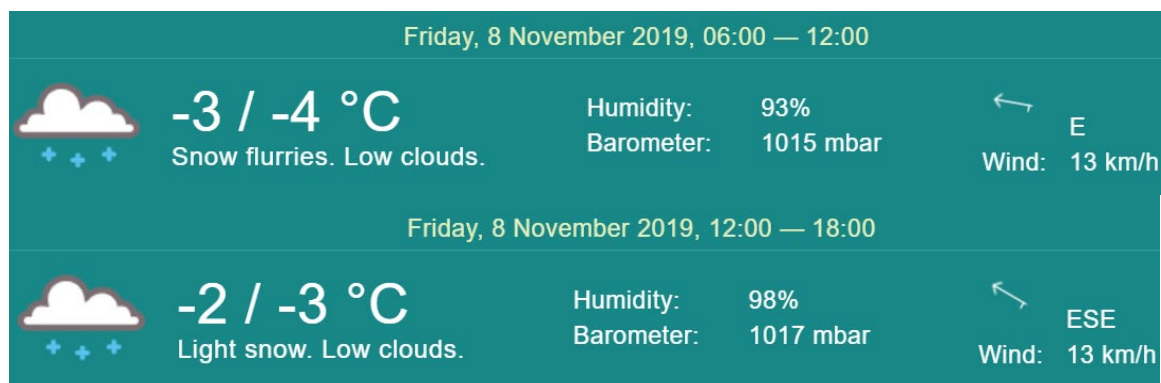 Friday, 8 November 2019, 06:00 — 12:00
-3 / -4 °C
Snow flurries. Low clouds.
Humidity: 93%
Barometer: 1015 mbar
E
Wind: 13 km/h
Friday, 8 November 2019, 12:00 — 18:00
-2 / -3 °C
Light snow. Low clouds.
Humidity: 98%
Barometer: 1017 mbar
ESE
Wind: 13 km/h